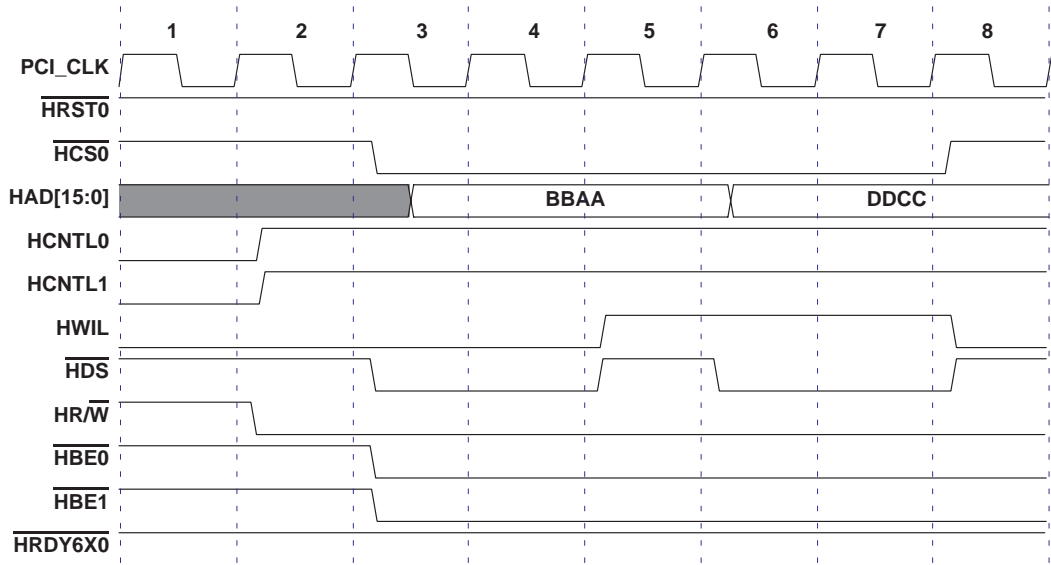 1 2 3 4 5 6 7 8
PCI_CLK
HRST0
HCS0
HAD[15:0] BBAA DDCC
HCNTL0
HCNTL1
HWIL
HDS
HR/W
HBE0
HBE1
HRDY6X0